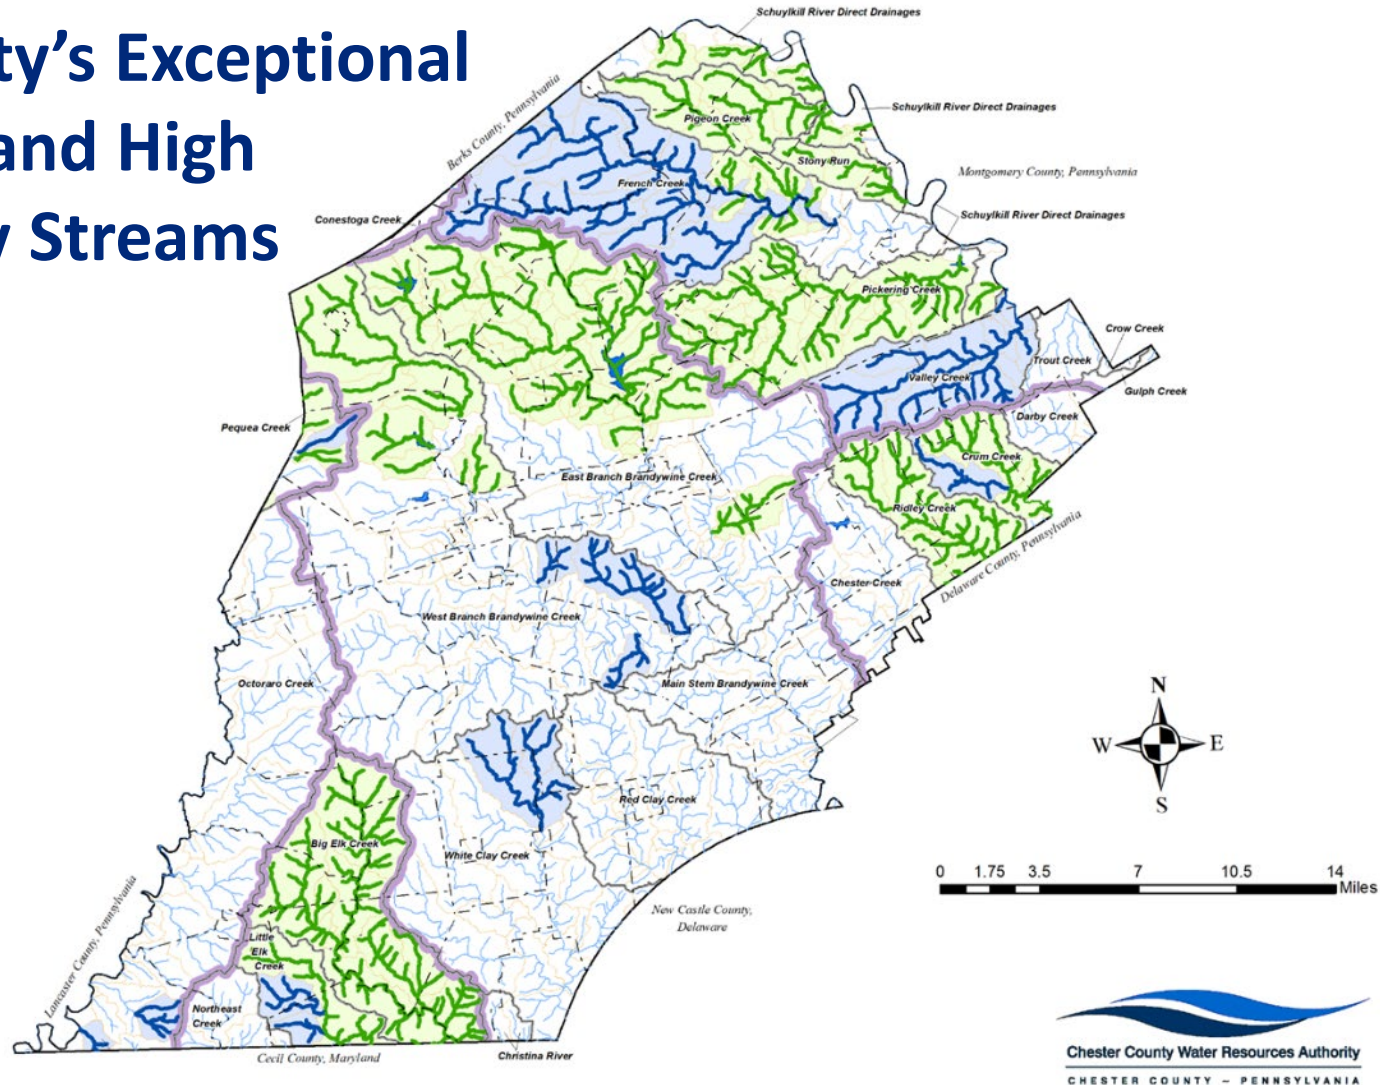 ty's Exceptional
and High
y Streams
Schuylkill River Direct Drainages
Berks County, Pennsylvania
Schuylkill River Direct Drainages
Pigeon Creek
Stony Run
Montgomery County, Pennsylvania
French Creek
Conestoga Creek
Schuylkill River Direct Drainages
Pickering Creek
Crow Creek
Trout Creek
Valley Creek
Gulph Creek
Darby Creek
Pequea Creek
Crum Creek
East Branch Brandywine Creek
Ridley Creek
Delaware County, Pennsylvania
Chester Creek
West Branch Brandywine Creek
Octoraro Creek
Main Stem Brandywine Creek
N
W E
S
Red Clay Creek
Big Elk Creek
White Clay Creek
0 1.75 3.5 7 10.5 14
Miles
Lancaster County, Pennsylvania
New Castle County,
Delaware
Little
Elk
Creek
Northeast
Creek
Cecil County, Maryland
Christina River
Chester County Water Resources Authority
CHESTER COUNTY ~ PENNSYLVANIA